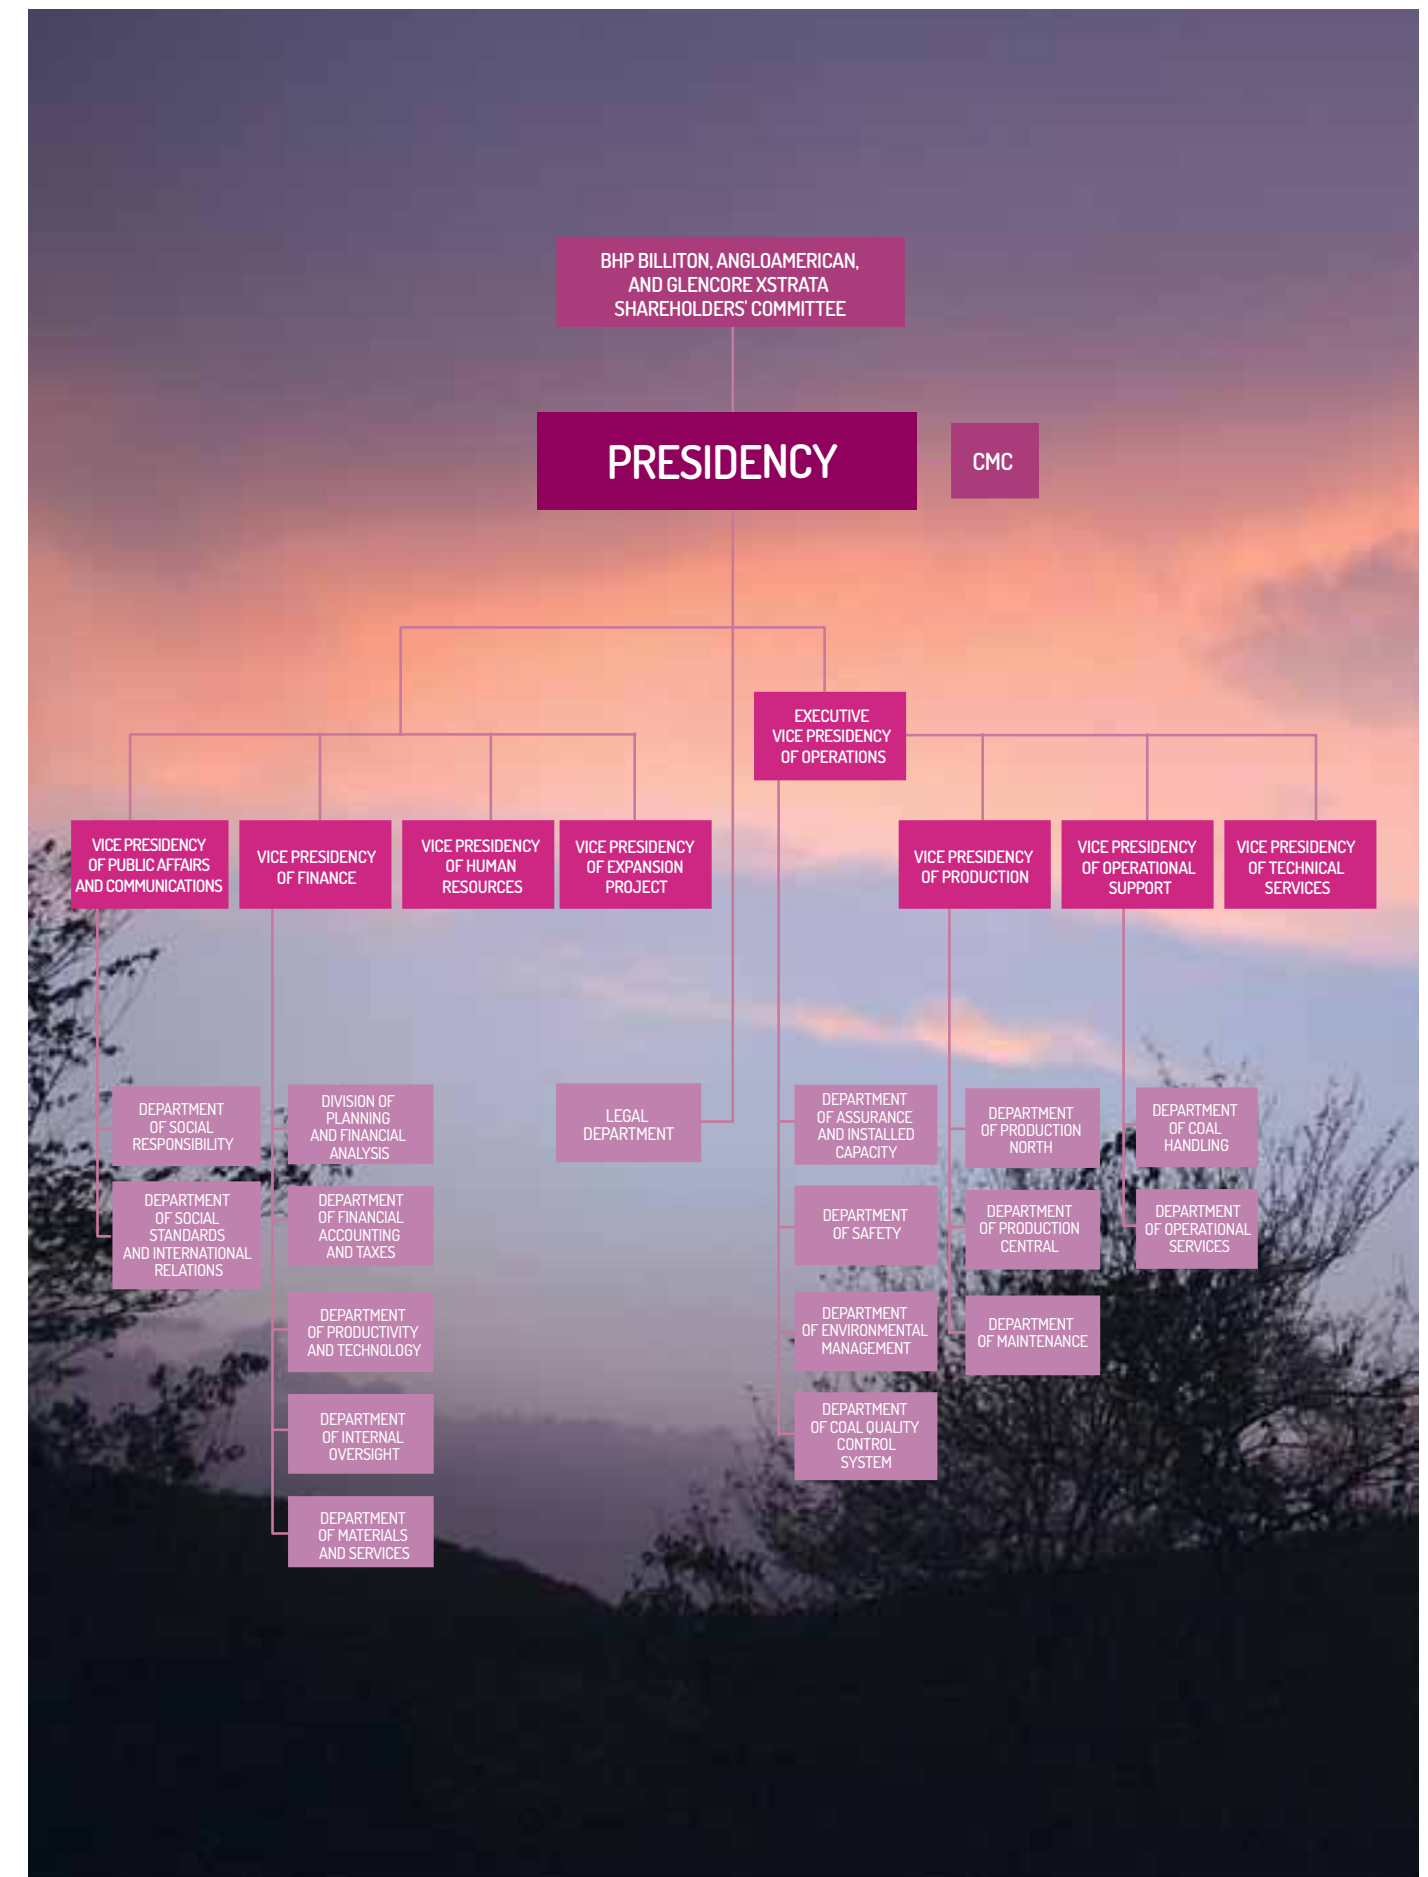 BHP BILLITON, ANGLOAMERICAN,
AND GLENCORE XSTRATA
SHAREHOLDERS' COMMITTEE
PRESIDENCY
CMC
EXECUTIVE
VICE PRESIDENCY
OF OPERATIONS
VICE PRESIDENCY
OF PUBLIC AFFAIRS
AND COMMUNICATIONS
VICE PRESIDENCY
OF FINANCE
VICE PRESIDENCY
OF HUMAN
RESOURCES
VICE PRESIDENCY
OF EXPANSION
PROJECT
VICE PRESIDENCY
OF PRODUCTION
VICE PRESIDENCY
OF OPERATIONAL
SUPPORT
VICE PRESIDENCY
OF TECHNICAL
SERVICES
DEPARTMENT
OF SOCIAL
RESPONSIBILITY
DEPARTMENT
OF SOCIAL
STANDARDS
AND INTERNATIONAL
RELATIONS
DIVISION OF
PLANNING
AND FINANCIAL
ANALYSIS
DEPARTMENT
OF FINANCIAL
ACCOUNTING
AND TAXES
DEPARTMENT
OF PRODUCTIVITY
AND TECHNOLOGY
DEPARTMENT
OF INTERNAL
OVERSIGHT
DEPARTMENT
OF MATERIALS
AND SERVICES
LEGAL
DEPARTMENT
DEPARTMENT
OF ASSURANCE
AND INSTALLED
CAPACITY
DEPARTMENT
OF SAFETY
DEPARTMENT
OF ENVIRONMENTAL
MANAGEMENT
DEPARTMENT
OF COAL QUALITY
CONTROL
SYSTEM
DEPARTMENT
OF PRODUCTION
NORTH
DEPARTMENT
OF PRODUCTION
CENTRAL
DEPARTMENT
OF MAINTENANCE
DEPARTMENT
OF COAL
HANDLING
DEPARTMENT
OF OPERATIONAL
SERVICES